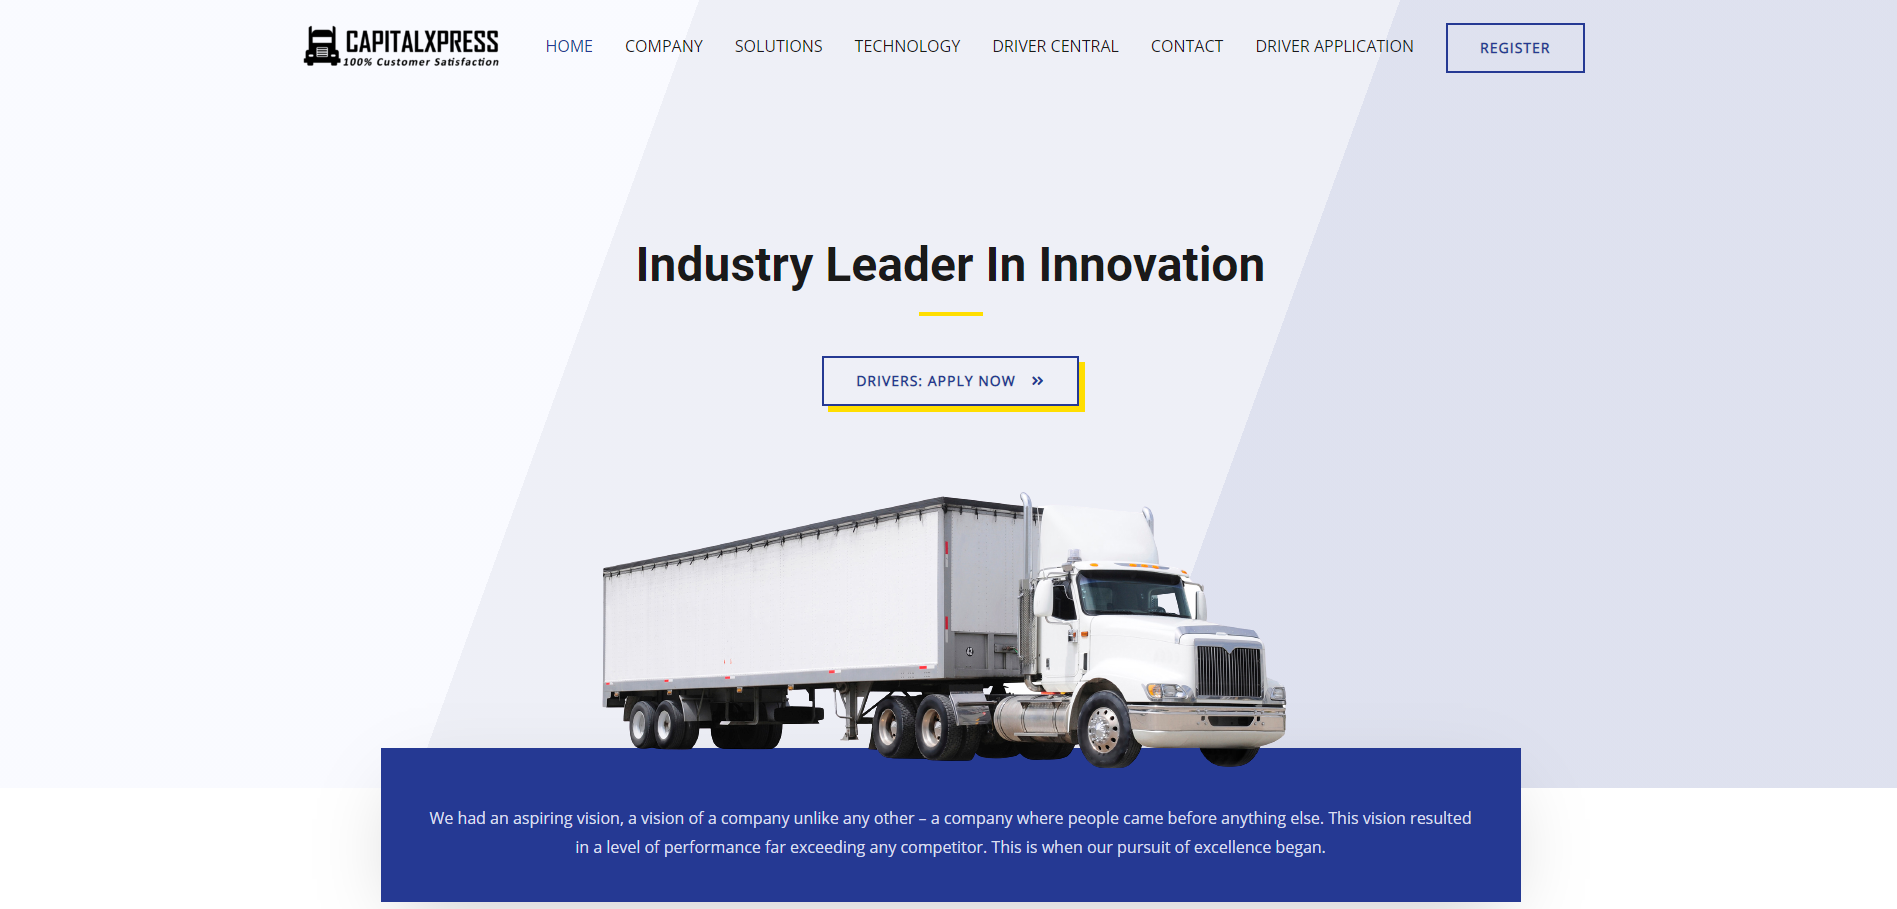 CAPITALXPRESS
100% Customer Satisfaction
HOME
COMPANY
SOLUTIONS
TECHNOLOGY
DRIVER CENTRAL
CONTACT
DRIVER APPLICATION
REGISTER
Industry Leader In Innovation
DRIVERS: APPLY NOW »
We had an aspiring vision, a vision of a company unlike any other – a company where people came before anything else. This vision resulted
in a level of performance far exceeding any competitor. This is when our pursuit of excellence began.